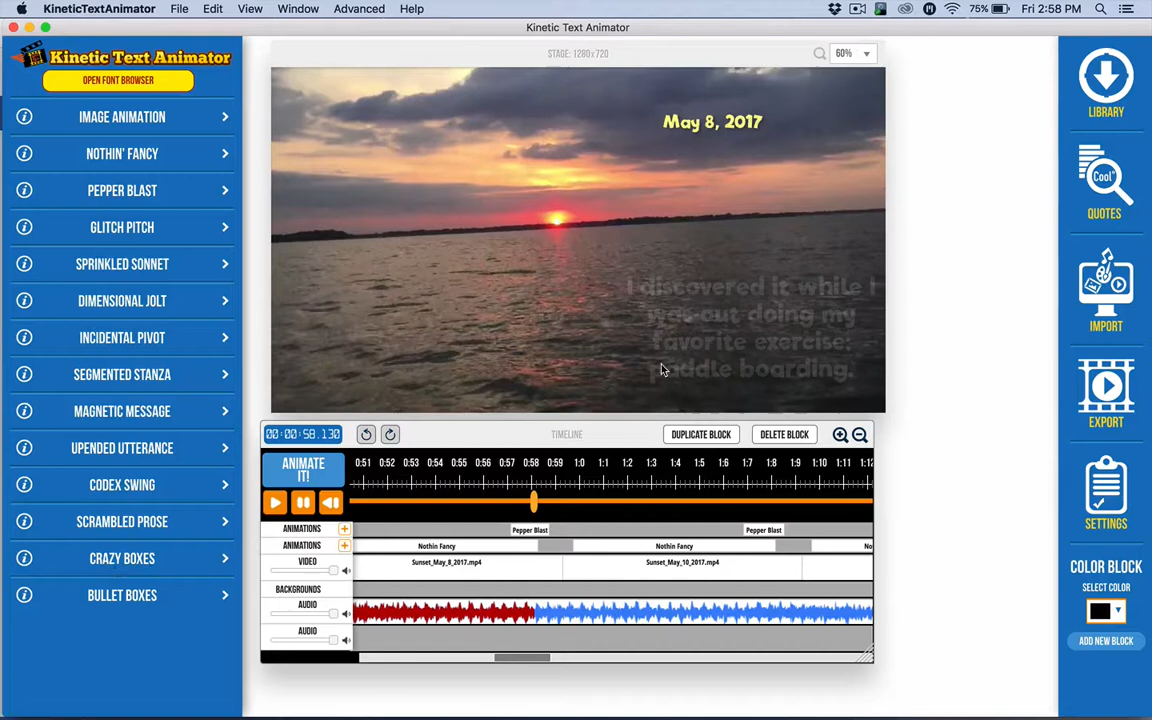 KineticTextAnimator File Edit View Window Advanced Help
75% Fri 2:58 PM
Kinetic Text Animator
Kinetic Text Animator
OPEN FONT BROWSER
IMAGE ANIMATION
NOTHIN' FANCY
PEPPER BLAST
GLITCH PITCH
SPRINKLED SONNET
DIMENSIONAL JOLT
INCIDENTAL PIVOT
SEGMENTED STANZA
MAGNETIC MESSAGE
UPENDED UTTERANCE
CODEX SWING
SCRAMBLED PROSE
CRAZY BOXES
BULLET BOXES
STAGE: 1280x720
60%
May 8, 2017
I discovered it while I
was out doing my
favorite exercise:
paddle boarding.
00:00:58.130
TIMELINE
DUPLICATE BLOCK
DELETE BLOCK
ANIMATE
IT!
0:51 0:52 0:53 0:54 0:55 0:56 0:57 0:58 1:0 1:1 1:2 1:3 1:4 1:5 1:6 1:7 1:8 1:9 1:10 1:11 1:12
ANIMATIONS
Pepper Blast Pepper Blast
ANIMATIONS
Nothin Fancy Nothin Fancy No
VIDEO
Sunset_May_8_2017.mp4 Sunset_May_10_2017.mp4
BACKGROUNDS
AUDIO
AUDIO
LIBRARY
Cool"
QUOTES
IMPORT
EXPORT
SETTINGS
COLOR BLOCK
SELECT COLOR
ADD NEW BLOCK